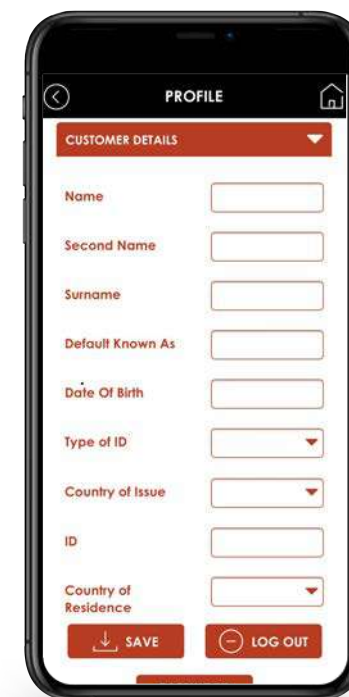 PROFILE
CUSTOMER DETAILS
Name
Second Name
Surname
Default Known As
Date Of Birth
Type of ID
Country of Issue
ID
Country of
Residence
SAVE
LOG OUT